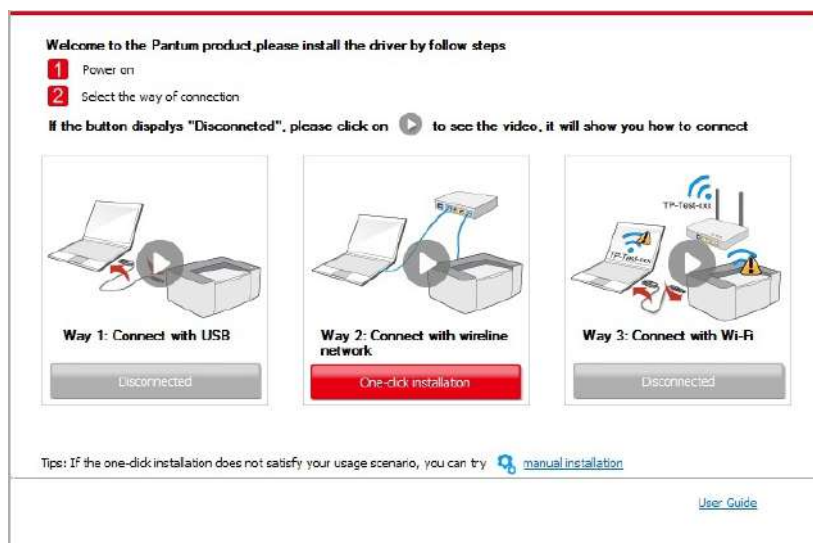 Welcome to the Pantum product,please install the driver by follow steps
1 Power on
2 Select the way of connection
If the button dispalys "Disconneted", please click on to see the video, it will show you how to connect
TP-Test-xxx
TP-Test-xxx
Way 1: Connect with USB
Disconnected
Way 2: Connect with wireline
network
One-click installation
Way 3: Connect with Wi-Fi
Disconnected
Tips: If the one-click installation does not satisfy your usage scenario, you can try manual installation
User Guide